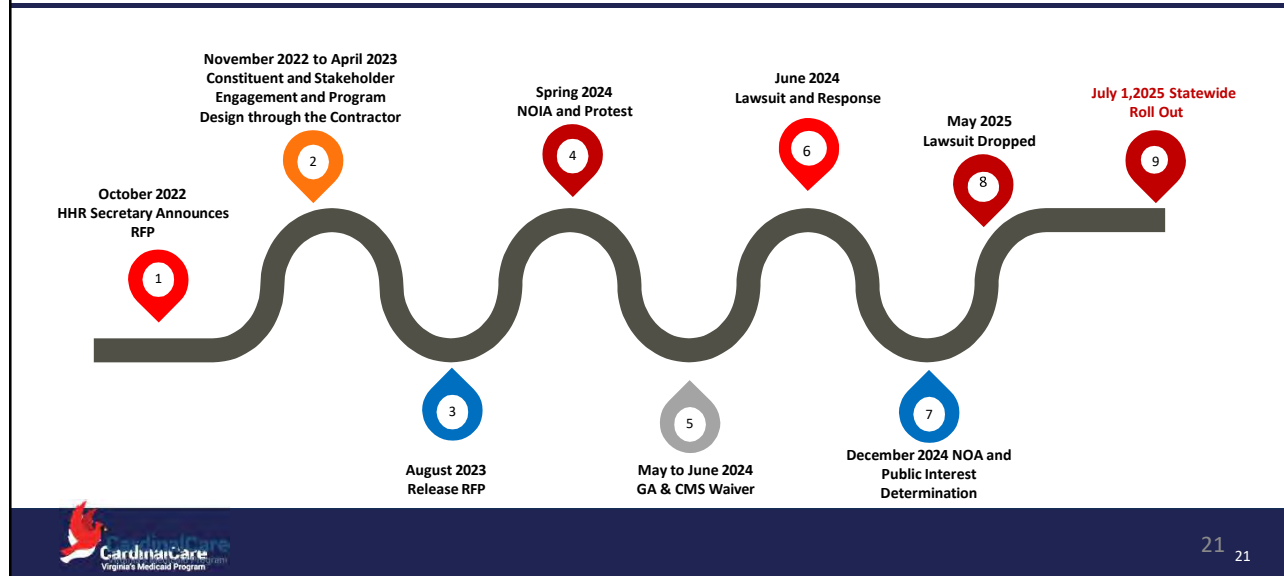 October 2022
HHR Secretary Announces
RFP
1
November 2022 to April 2023
Constituent and Stakeholder
Engagement and Program
Design through the Contractor
2
3
August 2023
Release RFP
Spring 2024
NOIA and Protest
4
5
May to June 2024
GA & CMS Waiver
June 2024
Lawsuit and Response
6
7
December 2024 NOA and
Public Interest
Determination
May 2025
Lawsuit Dropped
8
July 1,2025 Statewide
Roll Out
9
CardinalCare
Virginia's Medicaid Program
21
21